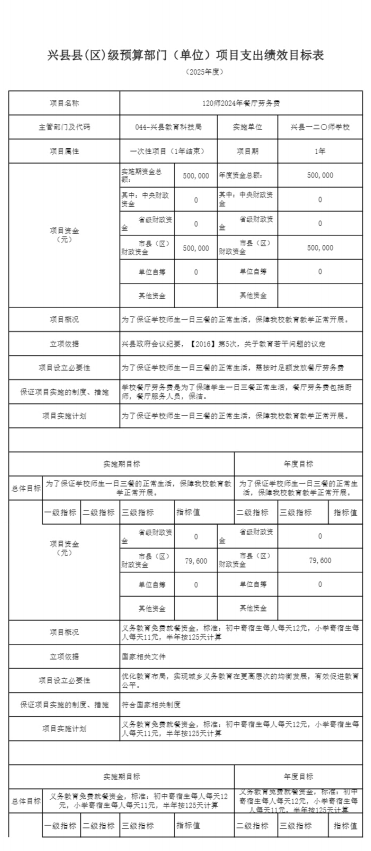 兴县县(区)级预算部门（单位）项目支出绩效目标表
（2025年度）
项目名称 120师2024年餐厅劳务费
主管部门及代码 044-兴县教育科技局 实施单位 兴县一二〇师学校
项目属性 一次性项目（1年结束） 项目期 1年
项目资金
（元）
实施期资金总
额: 500,000 年度资金总额: 500,000
其中: 中央财政
资金 0 其中: 中央财政资
金 0
省级财政资
金 0 省级财政资
金 0
市县（区）
财政资金 500,000 市县（区）
财政资金 500,000
单位自筹 0 单位自筹 0
其他资金 其他资金
项目概况 为了保证学校师生一日三餐的正常生活，保障我校教育教学正常开展。
立项依据 兴县政府会议纪要，【2016】第5次，关于教育若干问题的议定
项目设立必要性 为了保证学校师生一日三餐的正常生活，需按时足额发放餐厅劳务费
保证项目实施的制度、措施 学校餐厅劳务费是为了保障学生一日三餐正常生活，餐厅劳务费包括厨
师，餐厅服务人员，保洁。
项目实施计划 为了保证学校师生一日三餐的正常生活，保障我校教育教学正常开展。
实施期目标 年度目标
总体目标 为了保证学校师生一日三餐的正常生活，保障我校教育教
学正常开展。 为了保证学校师生一日三餐的正常生
活，保障我校教育教学正常开展。
一级指标 二级指标 三级指标 指标值 二级指标 三级指标 指标值
项目资金
（元）
省级财政资
金 0 省级财政资
金 0
市县（区）
财政资金 79,600 市县（区）
财政资金 79,600
单位自筹 0 单位自筹 0
其他资金 其他资金
项目概况 义务教育免费就餐资金，标准：初中寄宿生每人每天12元，小学寄宿生每
人每天11元，半年按125天计算
立项依据 国家相关文件
项目设立必要性 优化教育布局，实现城乡义务教育在更高层次的均衡发展，有效促进教育
公平。
保证项目实施的制度、措施 符合国家相关制度
项目实施计划 义务教育免费就餐资金，标准：初中寄宿生每人每天12元，小学寄宿生每
人每天11元，半年按125天计算
实施期目标 年度目标
总体目标 义务教育免费就餐资金，标准：初中寄宿生每人每天12
元，小学寄宿生每人每天11元，半年按125天计算 义务教育免费就餐资金，标准：初中
寄宿生每人每天12元，小学寄宿生每
人每天11元，半年按125天计算
一级指标 二级指标 三级指标 指标值 二级指标 三级指标 指标值